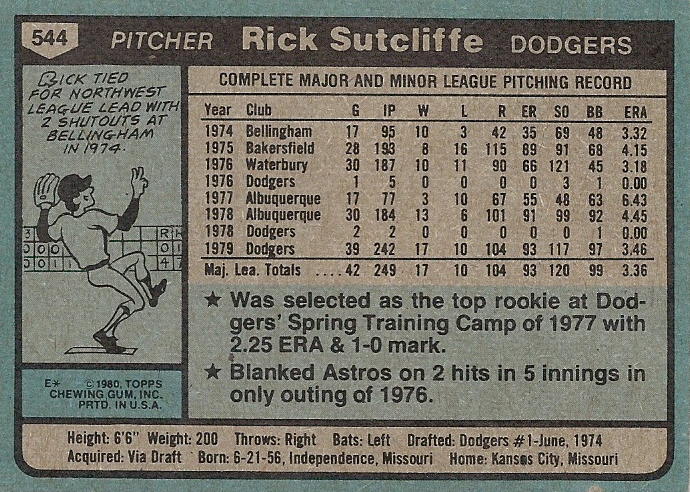 544 PITCHER Rick Sutcliffe DODGERS
RICK TIED
FOR NORTHWEST
LEAGUE LEAD WITH
2 SHUTOUTS AT
BELLINGHAM
IN 1974.
COMPLETE MAJOR AND MINOR LEAGUE PITCHING RECORD
Year Club G IP W L R ER SO BB ERA
1974 Bellingham 17 95 10 3 42 35 69 48 3.32
1975 Bakersfield 28 193 8 16 115 89 91 68 4.15
1976 Waterbury 30 187 10 11 90 66 121 45 3.18
1976 Dodgers 1 5 0 0 0 0 3 1 0.00
1977 Albuquerque 17 77 3 10 67 55 48 63 6.43
1978 Albuquerque 30 184 13 6 101 91 99 92 4.45
1978 Dodgers 2 2 0 0 0 0 0 1 0.00
1979 Dodgers 39 242 17 10 104 93 117 97 3.46
Maj. Lea. Totals ....42 249 17 10 104 93 120 99 3.36
★ Was selected as the top rookie at Dod-
gers' Spring Training Camp of 1977 with
2.25 ERA & 1-0 mark.
★ Blanked Astros on 2 hits in 5 innings in
only outing of 1976.
E* © 1980, TOPPS
CHEWING GUM, INC.
PRTD. IN U.S.A.
Height: 6'6" Weight: 200 Throws: Right Bats: Left Drafted: Dodgers #1-June, 1974
Acquired: Via Draft Born: 6-21-56, Independence, Missouri Home: Kansas City, Missouri